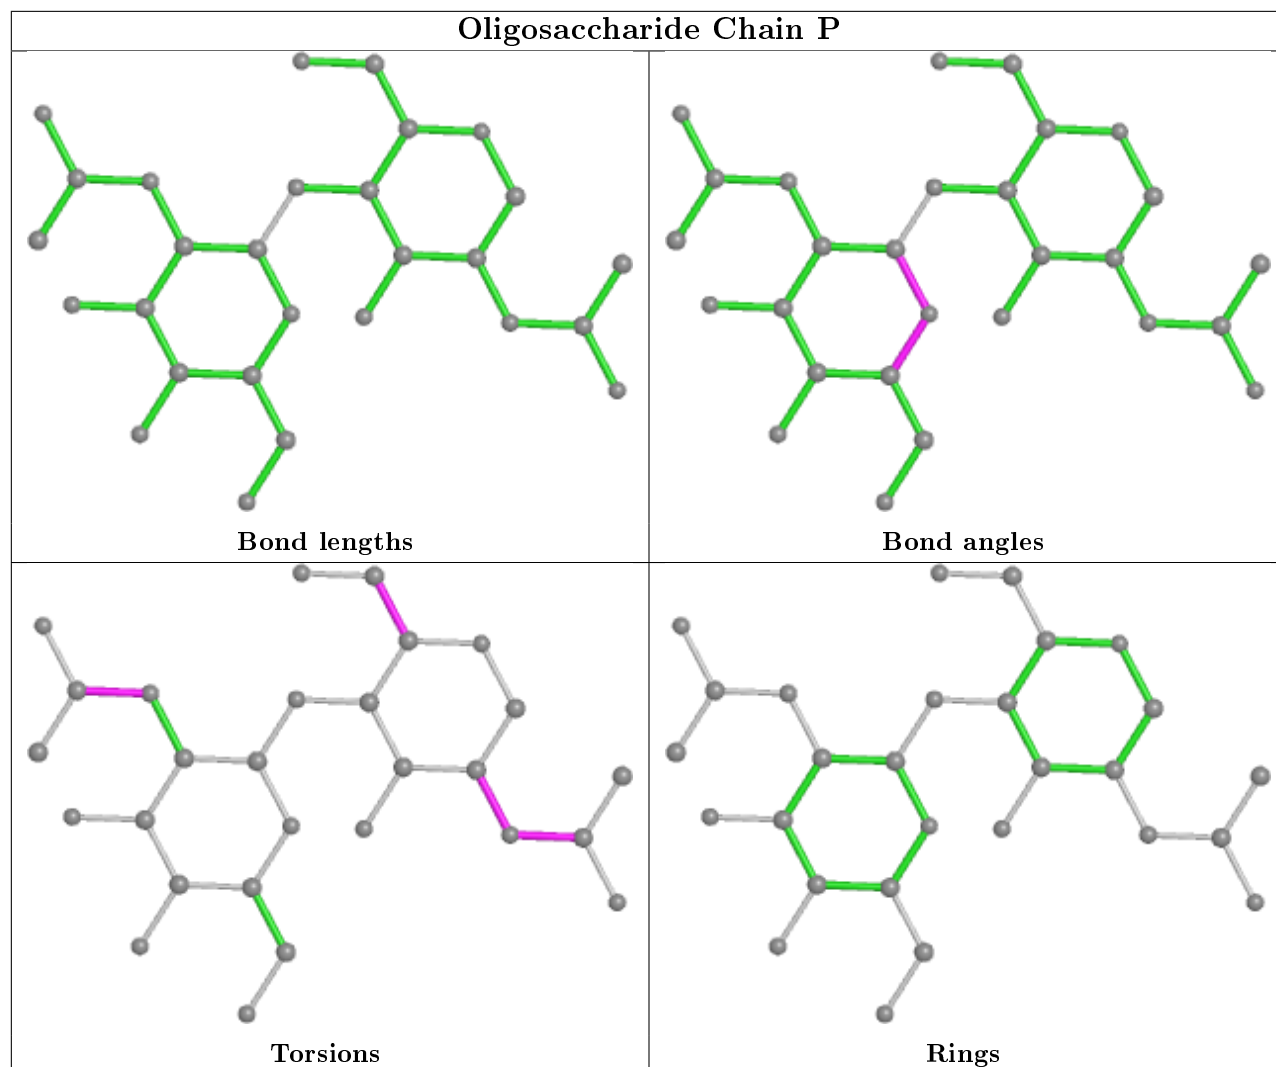 Oligosaccharide Chain P
Bond lengths
Bond angles
Torsions
Rings